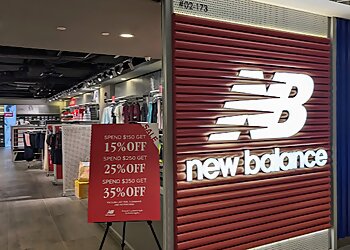 #02-173
NB
new balance
SALE
SPEND $150 GET
15% OFF
SPEND $250 GET
25% OFF
SPEND $350 GET
35% OFF